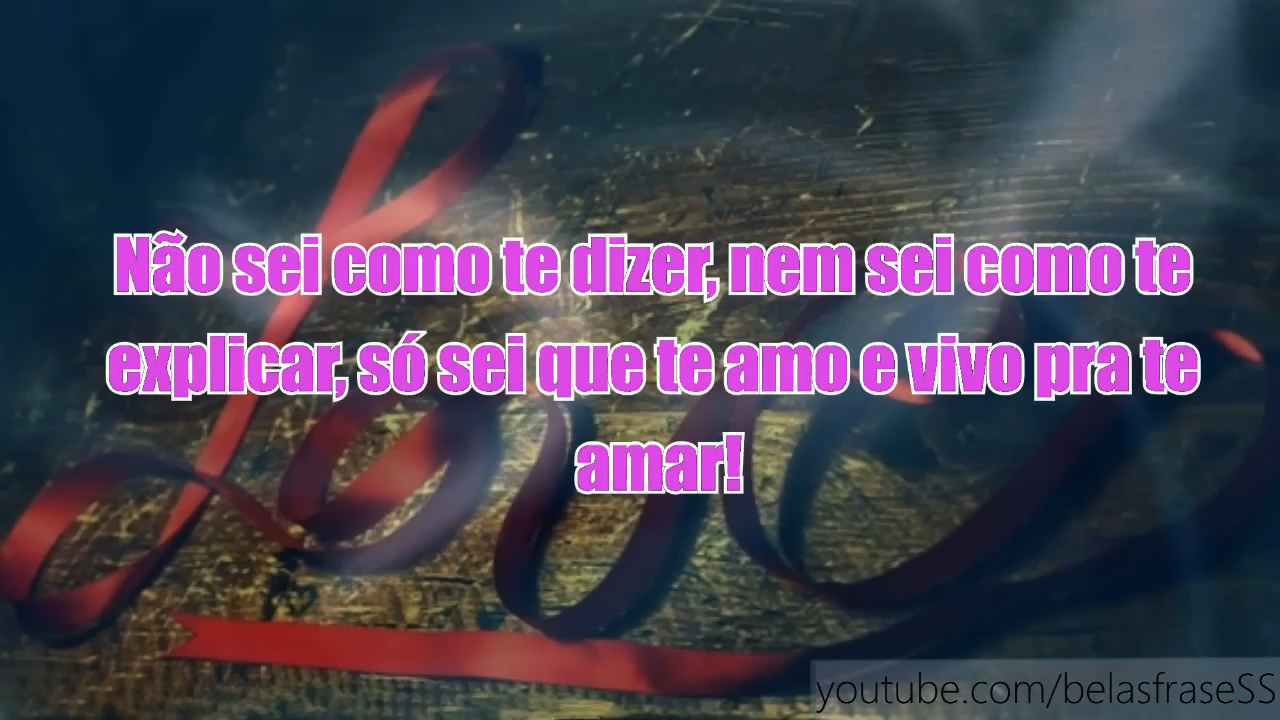 Não sei como te dizer, nem sei como te
explicar, só sei que te amo e vivo pra te
amar!
Love
youtube.com/belasfraseSS